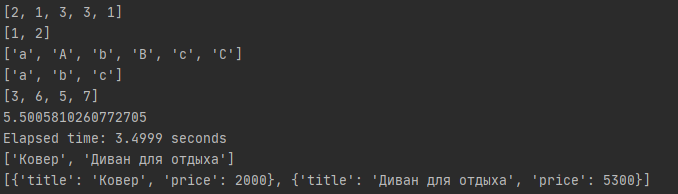 [2, 1, 3, 3, 1]
[1, 2]
['a', 'A', 'b', 'B', 'c', 'C']
['a', 'b', 'c']
[3, 6, 5, 7]
5.5005810260772705
Elapsed time: 3.4999 seconds
['Ковер', 'Диван для отдыха']
[{'title': 'Ковер', 'price': 2000}, {'title': 'Диван для отдыха', 'price': 5300}]